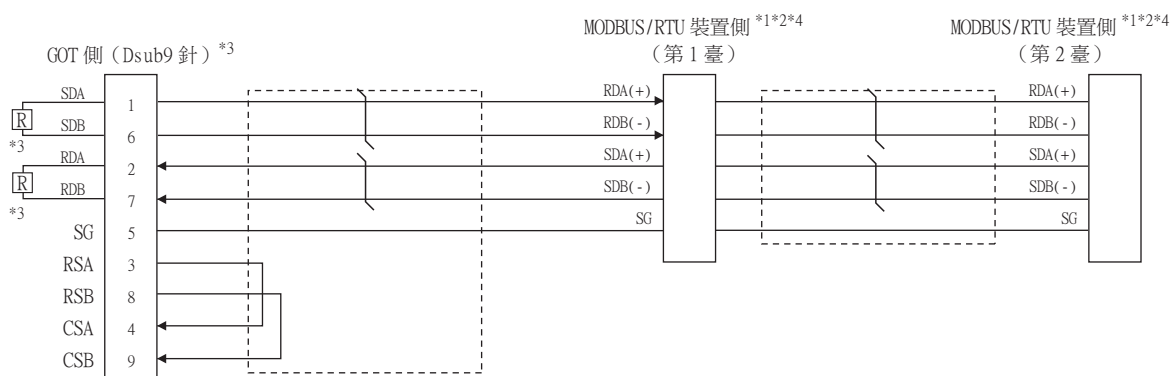 MODBUS/RTU 裝置側 *1*2*4
(第 1 臺)
MODBUS/RTU 裝置側 *1*2*4
(第 2 臺)
GOT 側 (Dsub9 針) *3
SDA 1 RDA(+) RDA(+)
R
SDB 6 RDB(-) RDB(-)
*3
RDA 2 SDA(+) SDA(+)
R
RDB 7 SDB(-) SDB(-)
*3
SG 5 SG SG
RSA 3
RSB 8
CSA 4
CSB 9